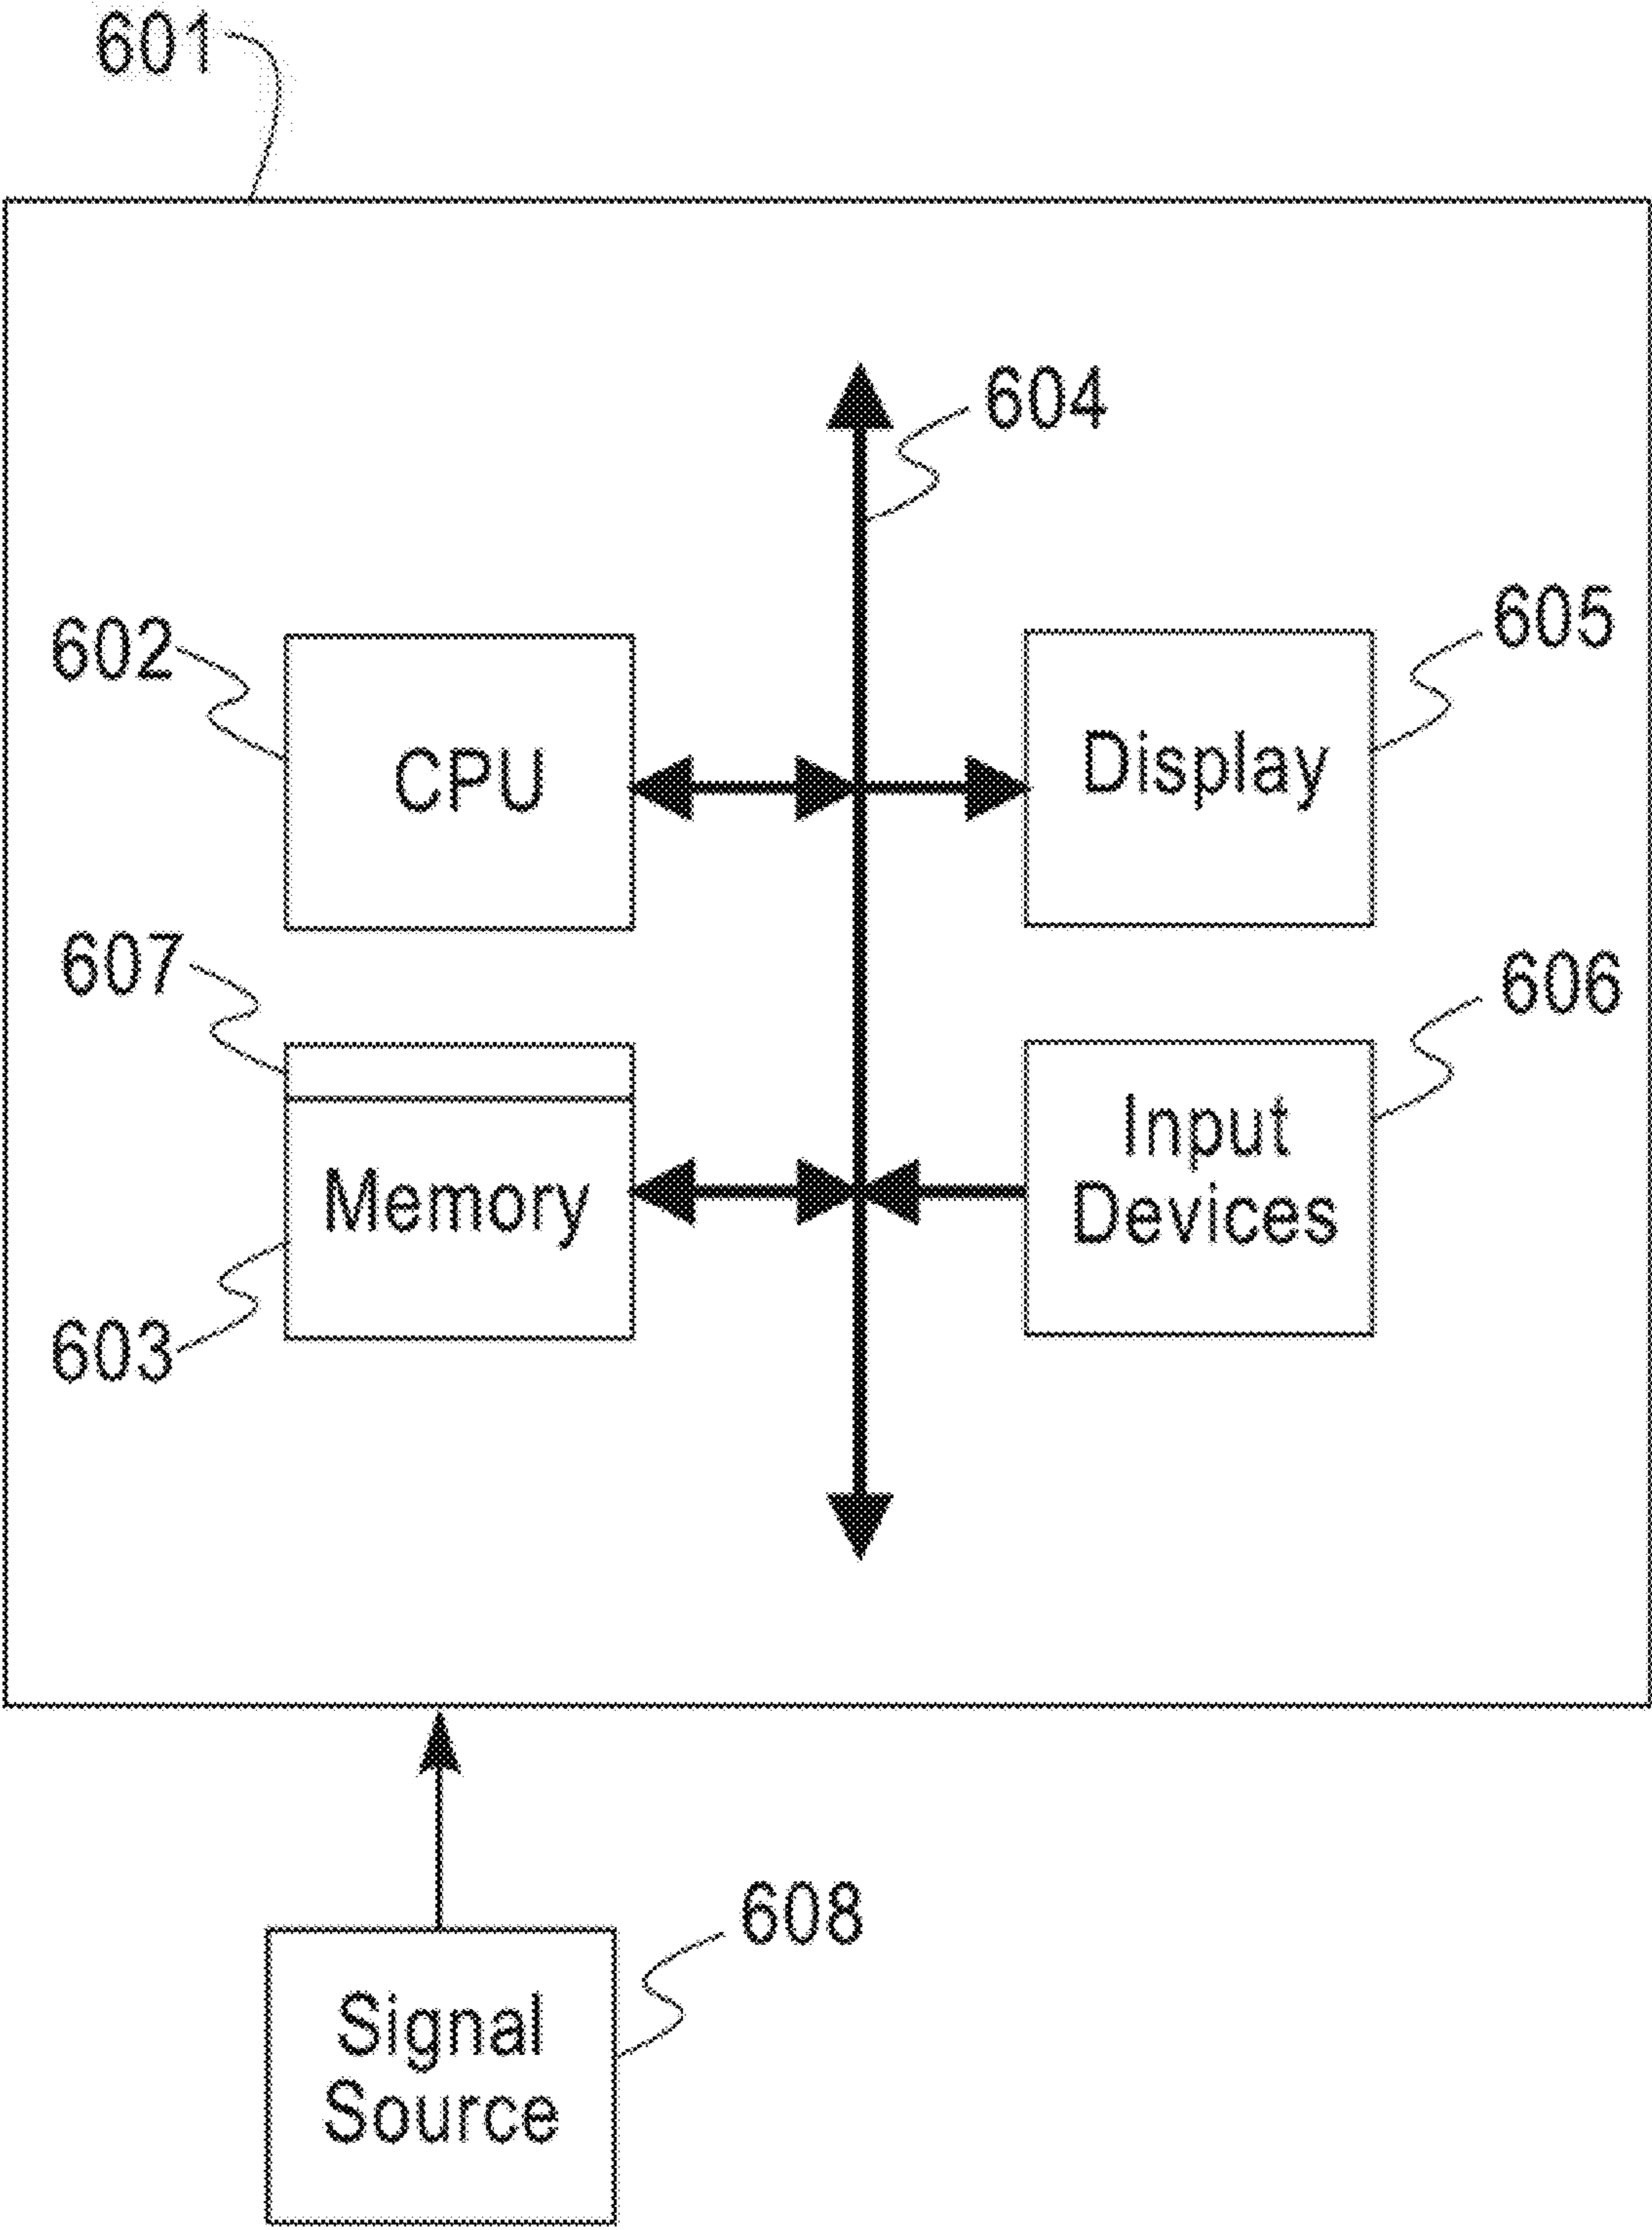 601
604
602
605
CPU
Display
607
606
Input
Devices
Memory
603
608
Signal
Source